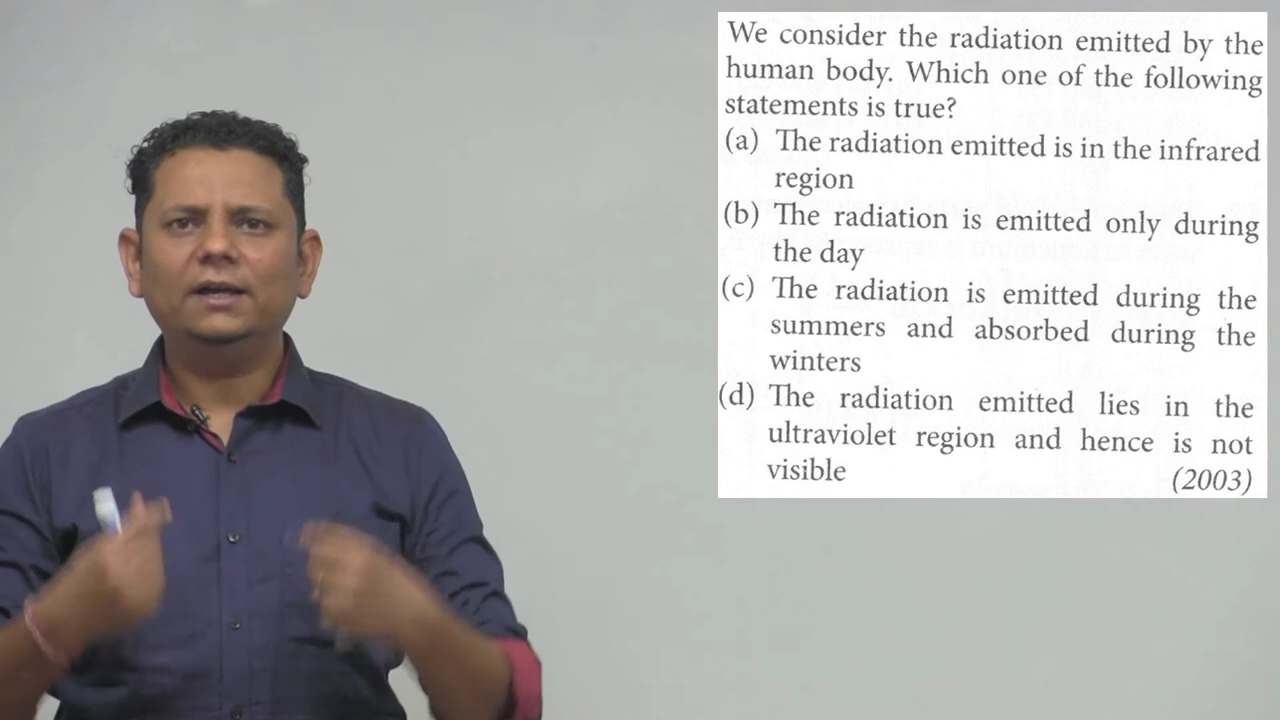 We consider the radiation emitted by the
human body. Which one of the following
statements is true?
(a) The radiation emitted is in the infrared
region
(b) The radiation is emitted only during
the day
(c) The radiation is emitted during the
summers and absorbed during the
winters
(d) The radiation emitted lies in the
ultraviolet region and hence is not
visible (2003)